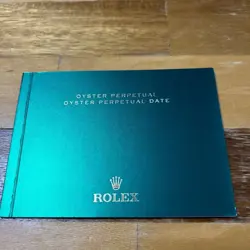 OYSTER PERPETUAL
OYSTER PERPETUAL DATE
ROLEX